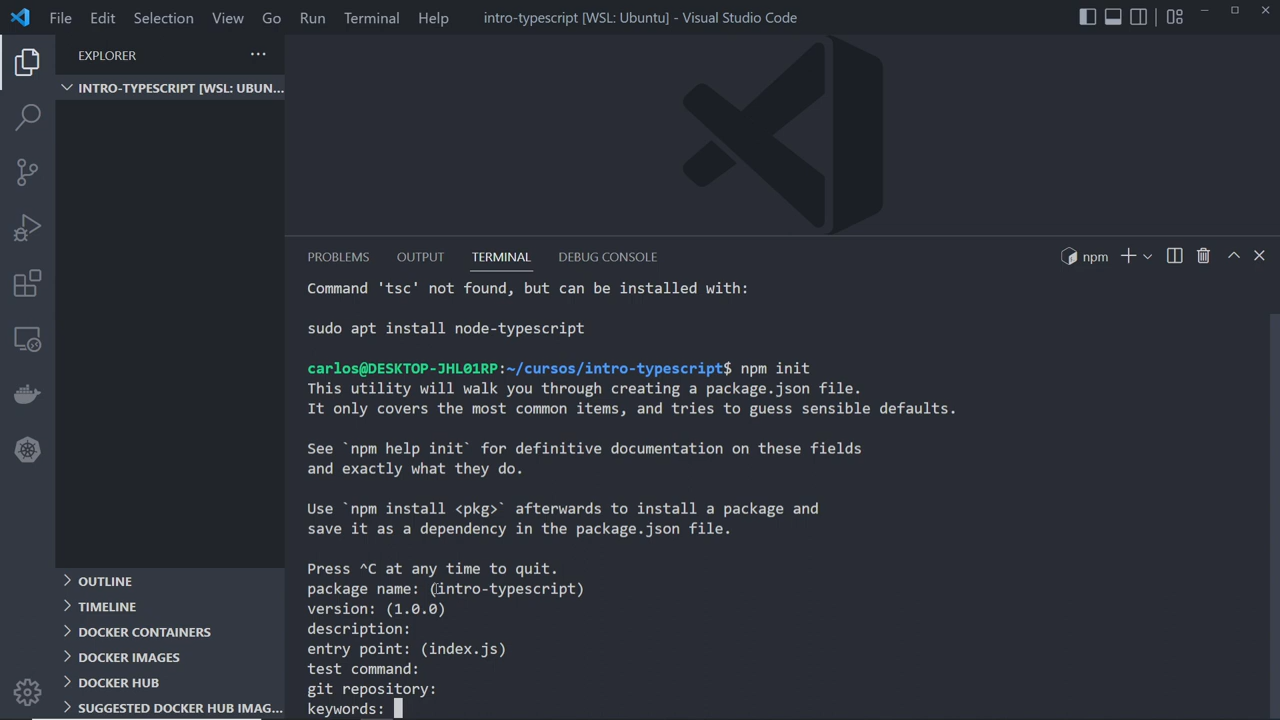 File Edit Selection View Go Run Terminal Help
intro-typescript [WSL: Ubuntu] - Visual Studio Code
EXPLORER
INTRO-TYPESCRIPT [WSL: UBUN...
OUTLINE
TIMELINE
DOCKER CONTAINERS
DOCKER IMAGES
DOCKER HUB
SUGGESTED DOCKER HUB IMAG...
PROBLEMS OUTPUT TERMINAL DEBUG CONSOLE
npm
Command 'tsc' not found, but can be installed with:
sudo apt install node-typescript
carlos@DESKTOP-JHL01RP:~/cursos/intro-typescript$ npm init
This utility will walk you through creating a package.json file.
It only covers the most common items, and tries to guess sensible defaults.
See `npm help init` for definitive documentation on these fields
and exactly what they do.
Use `npm install <pkg>` afterwards to install a package and
save it as a dependency in the package.json file.
Press ^C at any time to quit.
package name: (intro-typescript)
version: (1.0.0)
description:
entry point: (index.js)
test command:
git repository:
keywords: